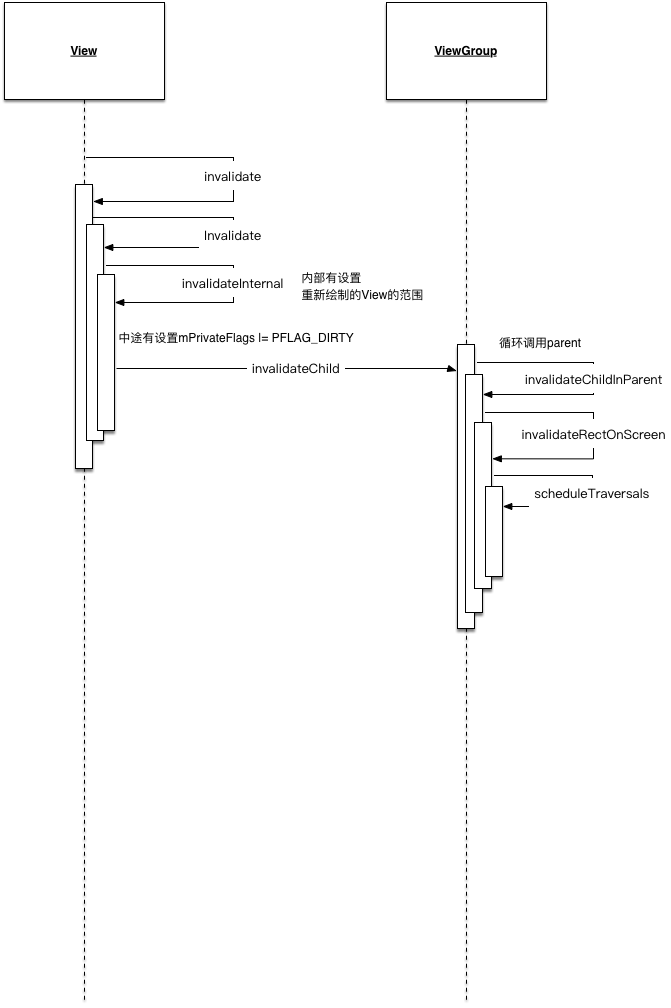 View
ViewGroup
invalidate
Invalidate
invalidateInternal
内部有设置
重新绘制的View的范围
中途有设置mPrivateFlags |= PFLAG_DIRTY
循环调用parent
invalidateChild
invalidateChildInParent
invalidateRectOnScreen
scheduleTraversals